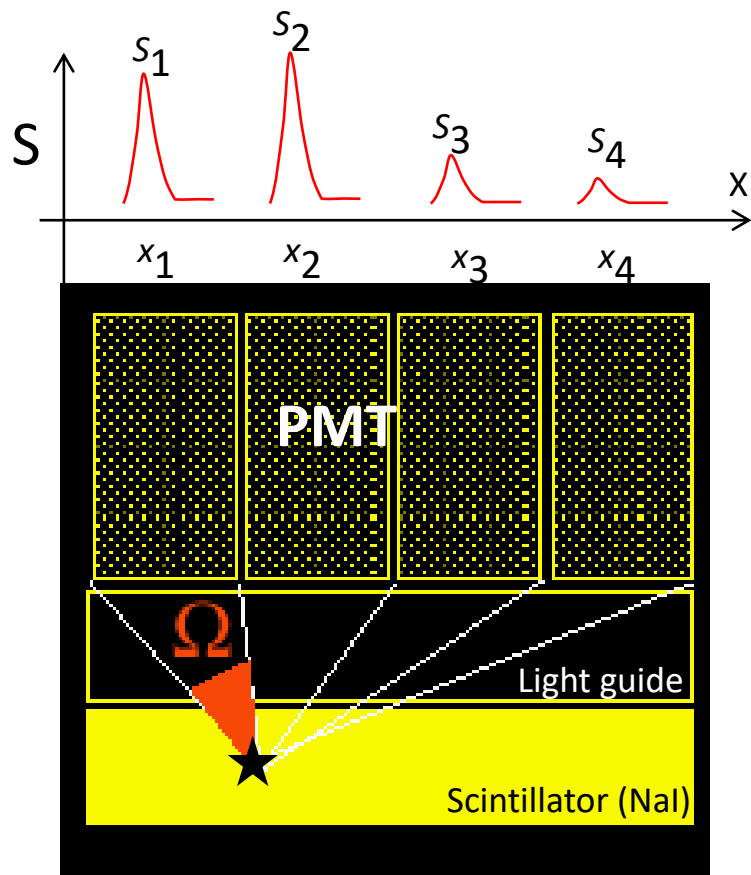 S1 S2 S3 S4
S
X
x1 x2 x3 x4
PMT
Ω
Light guide
Scintillator (NaI)